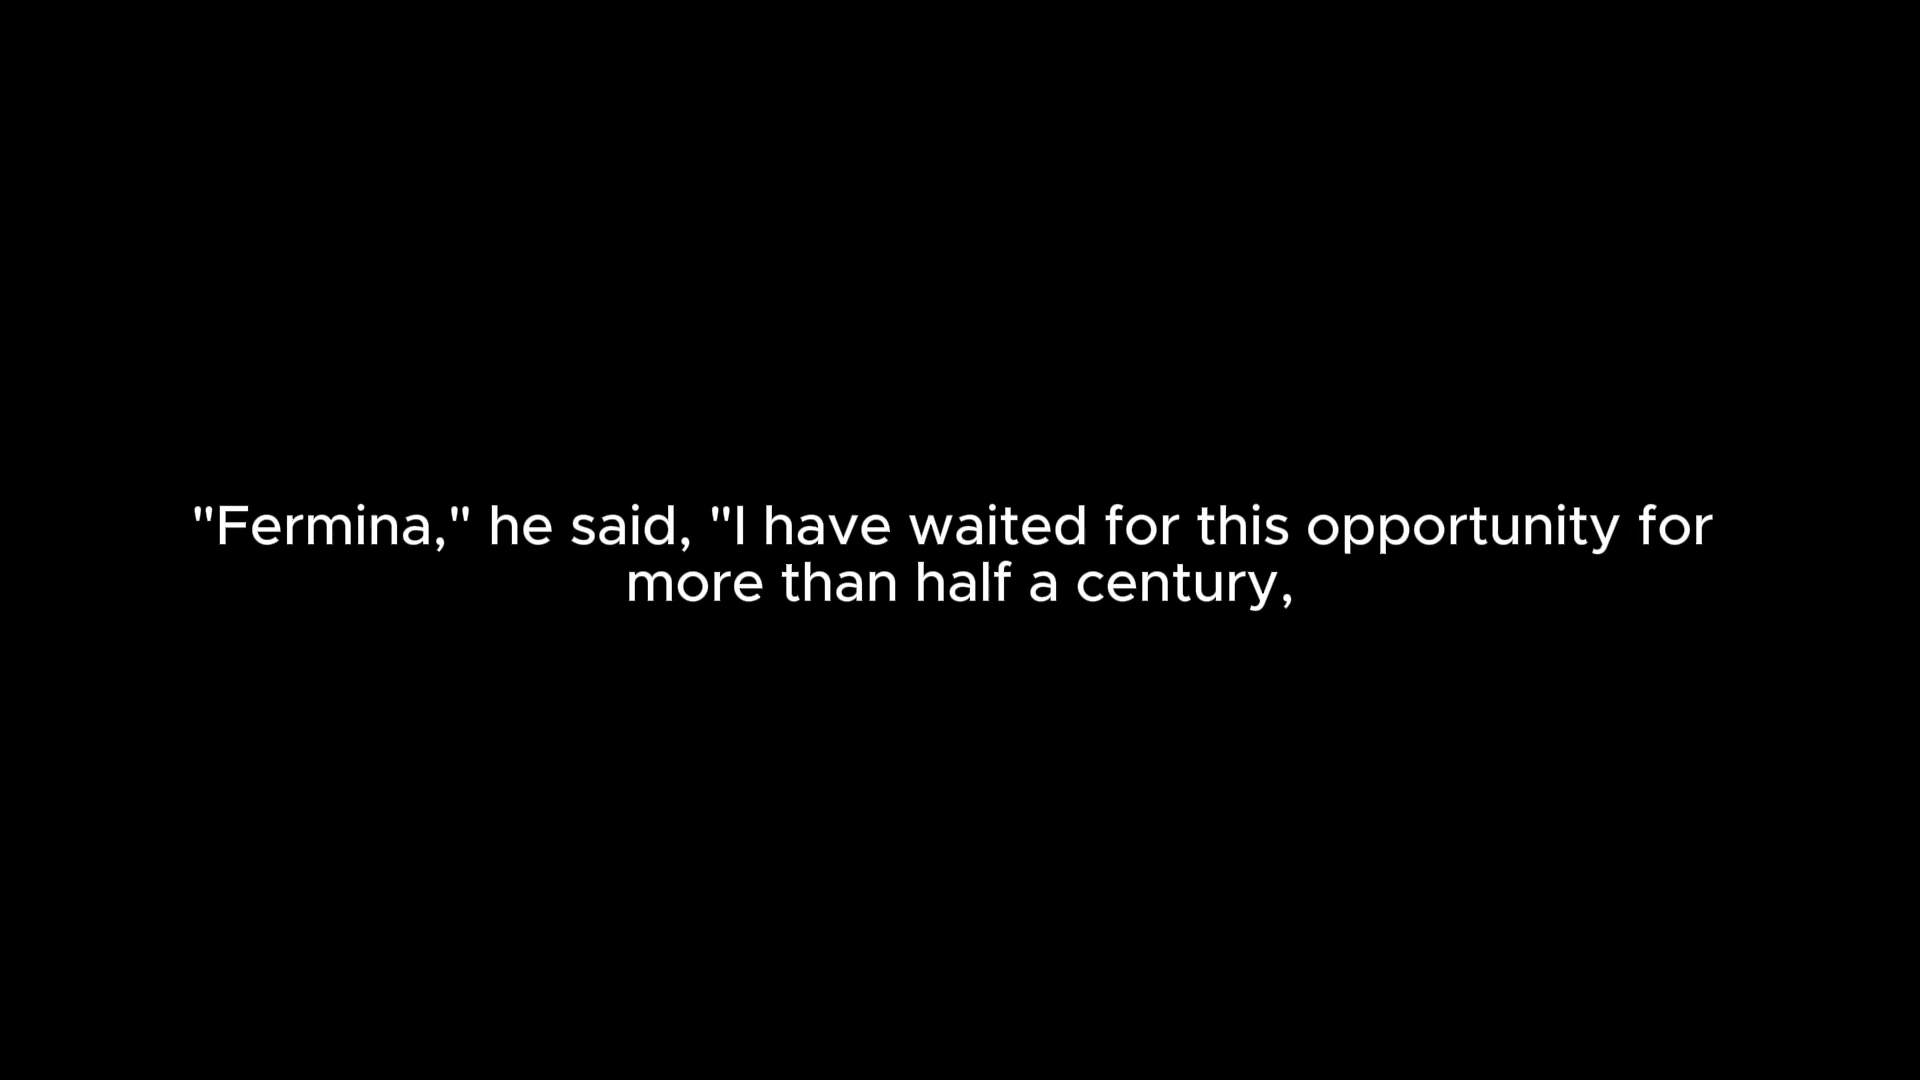 "Fermina," he said, "I have waited for this opportunity for
more than half a century,